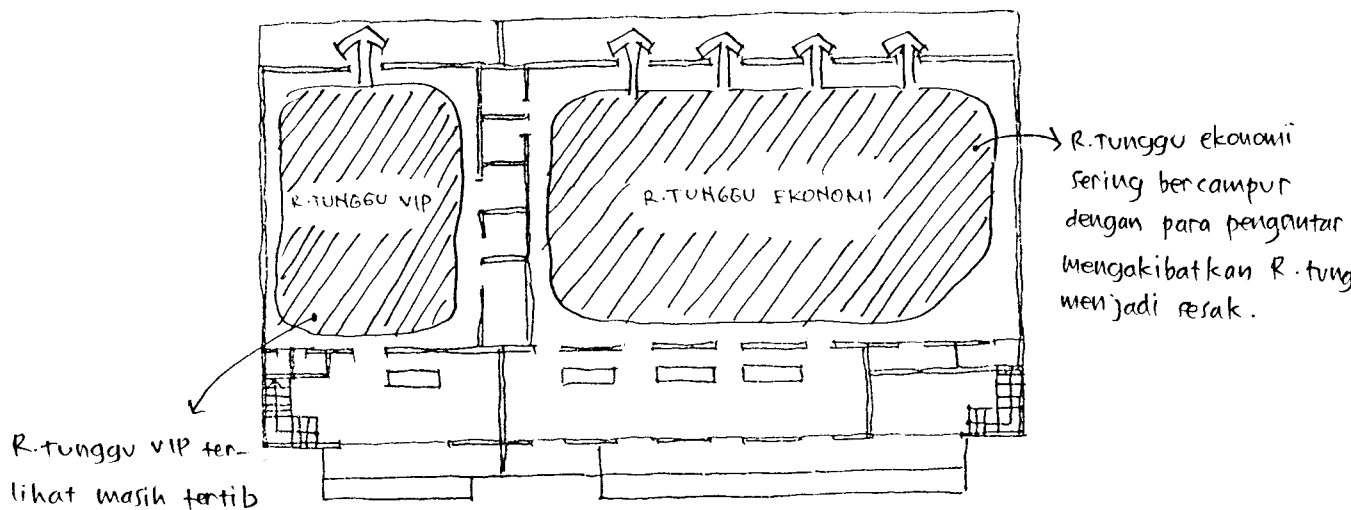 R.TUNGGU VIP
R.TUNGGU EKONOMI
R.tunggu ekonomi
sering bercampur
dengan para pengantar
mengakibatkan R.tung
menjadi sesak.
R.tunggu VIP ter-
lihat masih tertib